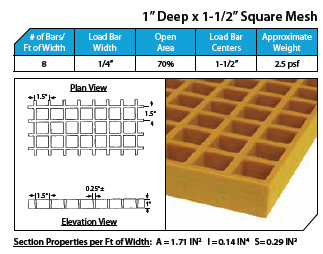 1” Deep x 1-1/2” Square Mesh
# of Bars/ Ft of Width
Load Bar Width
Open Area
Load Bar Centers
Approximate Weight
8
1/4”
70%
1-1/2”
2.5 psf
Plan View
1.5"
1.5"
0.25"±
1.5"
1"
Elevation View
Section Properties per Ft of Width: A = 1.71 IN² I = 0.14 IN⁴ S= 0.29 IN³